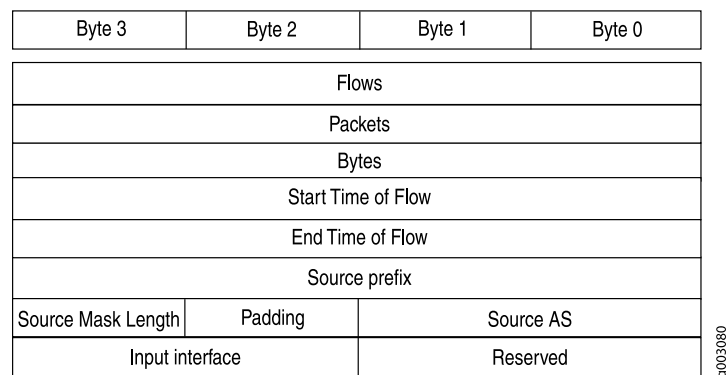 Byte 3 Byte 2 Byte 1 Byte 0
Flows
Packets
Bytes
Start Time of Flow
End Time of Flow
Source prefix
Source Mask Length Padding Source AS
Input interface Reserved
g003080